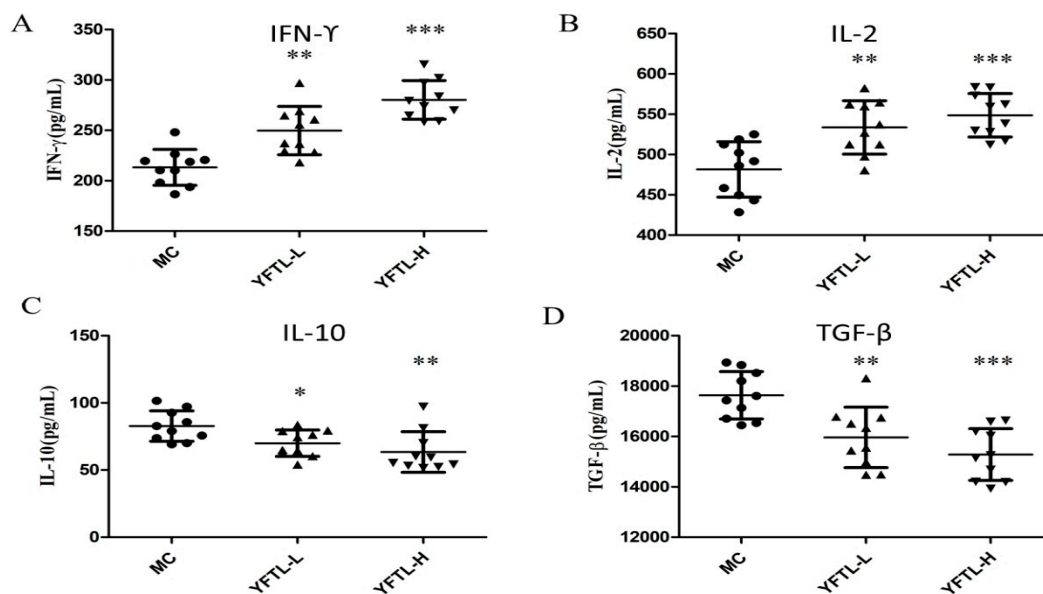 A
IFN-ϒ
**
***
IFN-γ(pg/mL)
350
300
250
200
150
MC
YFTL-L
YFTL-H
B
IL-2
**
***
IL-2(pg/mL)
650
600
550
500
450
400
MC
YFTL-L
YFTL-H
C
IL-10
*
**
IL-10(pg/mL)
150
100
50
0
MC
YFTL-L
YFTL-H
D
TGF-β
**
***
TGF-β(pg/mL)
20000
18000
16000
14000
12000
MC
YFTL-L
YFTL-H